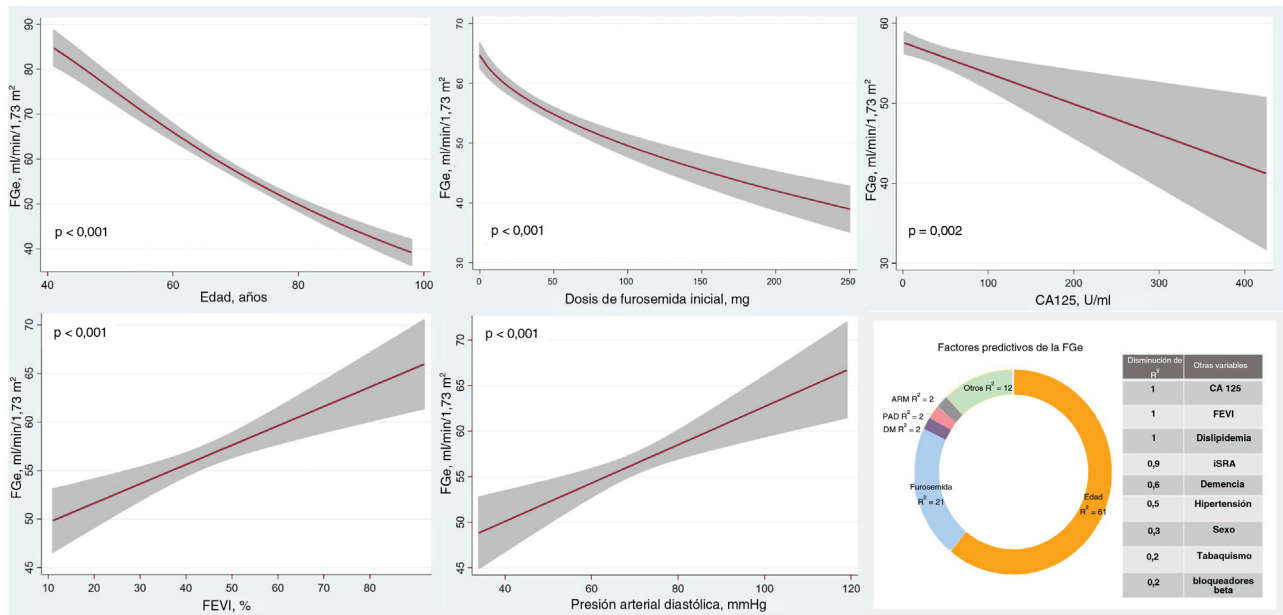 FGe, ml/min/1,73 m²
90
80
70
60
50
40
p < 0,001
40
60
80
100
Edad, años
FGe, ml/min/1,73 m²
70
60
50
40
30
p < 0,001
0
50
100
150
200
250
Dosis de furosemida inicial, mg
FGe, ml/min/1,73 m²
60
50
40
30
p = 0,002
0
100
200
300
400
CA125, U/ml
p < 0,001
FGe, ml/min/1,73 m²
70
65
60
55
50
45
10
20
30
40
50
60
70
80
FEVI, %
p < 0,001
FGe, ml/min/1,73 m²
70
65
60
55
50
45
40
60
80
100
120
Presión arterial diastólica, mmHg
Factores predictivos de la FGe
Otros R² = 12
ARM R² = 2
PAD R² = 2
DM R² = 2
Furosemida
R² = 21
Edad
R² = 61
Disminución de R² Otras variables
1 CA 125
1 FEVI
1 Dislipidemia
0,9 iSRA
0,6 Demencia
0,5 Hipertensión
0,3 Sexo
0,2 Tabaquismo
0,2 bloqueadores
beta